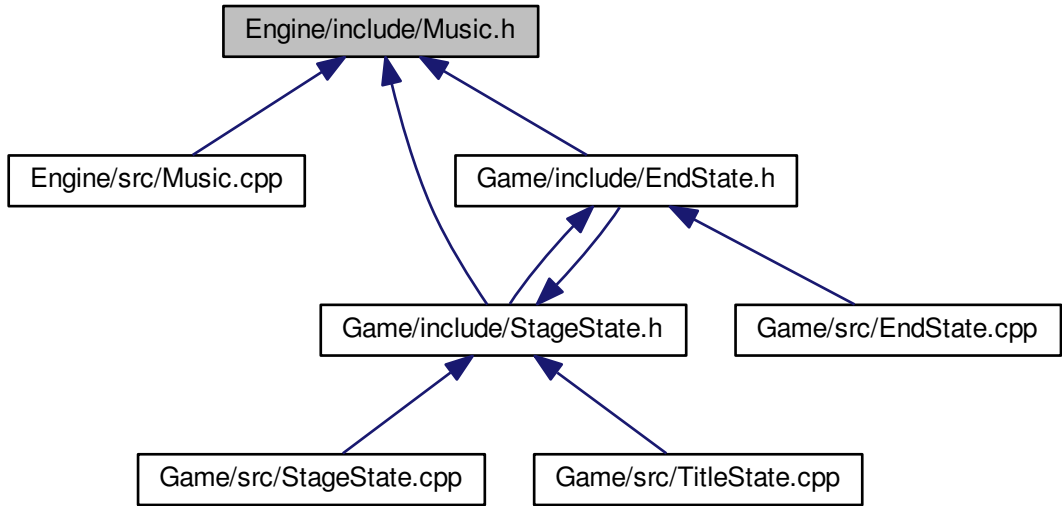 Engine/include/Music.h
Engine/src/Music.cpp
Game/include/EndState.h
Game/include/StageState.h
Game/src/EndState.cpp
Game/src/StageState.cpp
Game/src/TitleState.cpp